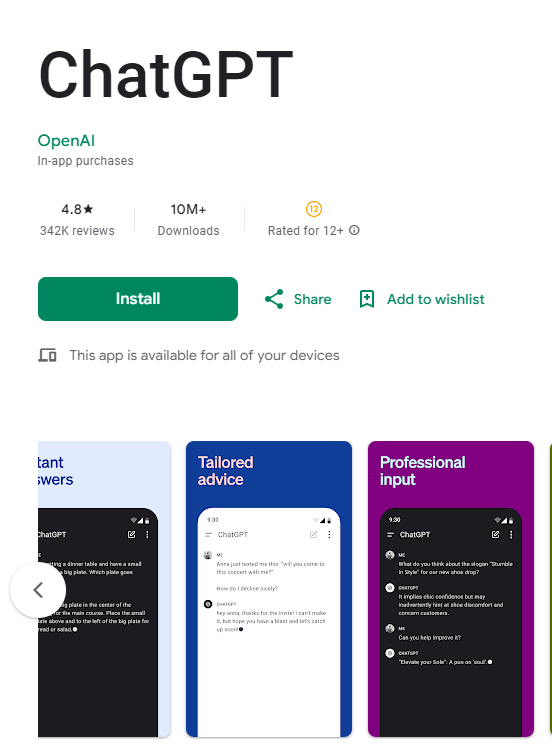 ChatGPT
OpenAI
In-app purchases
4.8★
342K reviews
10M+
Downloads
12
Rated for 12+
Install
Share
Add to wishlist
This app is available for all of your devices
tant
swers
ChatGPT
ME
tting a dinner table and have a small
a big plate. Which plate goes
big plate in the center of the
for the main course. Place the small
ate above and to the left of the big plate for
read or salad.
Tailored
advice
9:30
ChatGPT
ME
Anna just texted me this: "will you come to
this concert with me?"
How do I decline nicely?
CHATGPT
hey anna, thanks for the invite! i can't make
it, but hope you have a blast and let's catch
up soon!
Professional
input
9:30
ChatGPT
ME
What do you think about the slogan "Stumble
in Style" for our new shoe drop?
CHATGPT
It implies chic confidence but may
inadvertently hint at shoe discomfort and
concern customers.
ME
Can you help improve it?
CHATGPT
"Elevate your Sole": A pun on 'soul'.